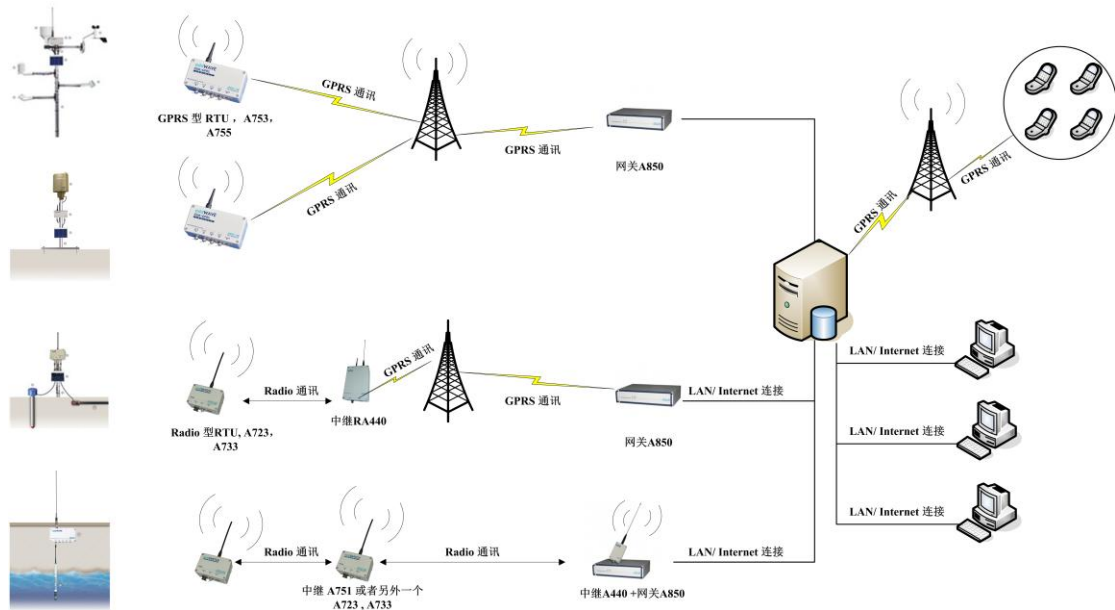 GPRS 通讯
GPRS 型 RTU ， A753，
A755
GPRS 通讯
网关A850
GPRS 通讯
GPRS 通讯
GPRS 通讯
LAN/ Internet 连接
GPRS 通讯
Radio 通讯
中继RA440
GPRS 通讯
LAN/ Internet 连接
网关A850
Radio 型RTU, A723，
A733
LAN/ Internet 连接
LAN/ Internet 连接
Radio 通讯
Radio 通讯
LAN/ Internet 连接
中继 A751 或者另外一个
A723 , A733
中继A440 +网关A850